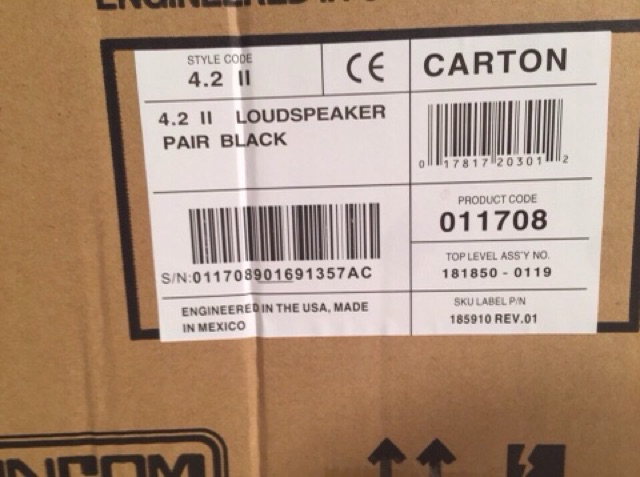 STYLE CODE
4.2 II
CE
CARTON
4.2 II LOUDSPEAKER
PAIR BLACK
0 17817 20301 2
PRODUCT CODE
011708
S/N:011708901691357AC
TOP LEVEL ASS'Y NO.
181850 - 0119
ENGINEERED IN THE USA, MADE
IN MEXICO
SKU LABEL P/N
185910 REV.01